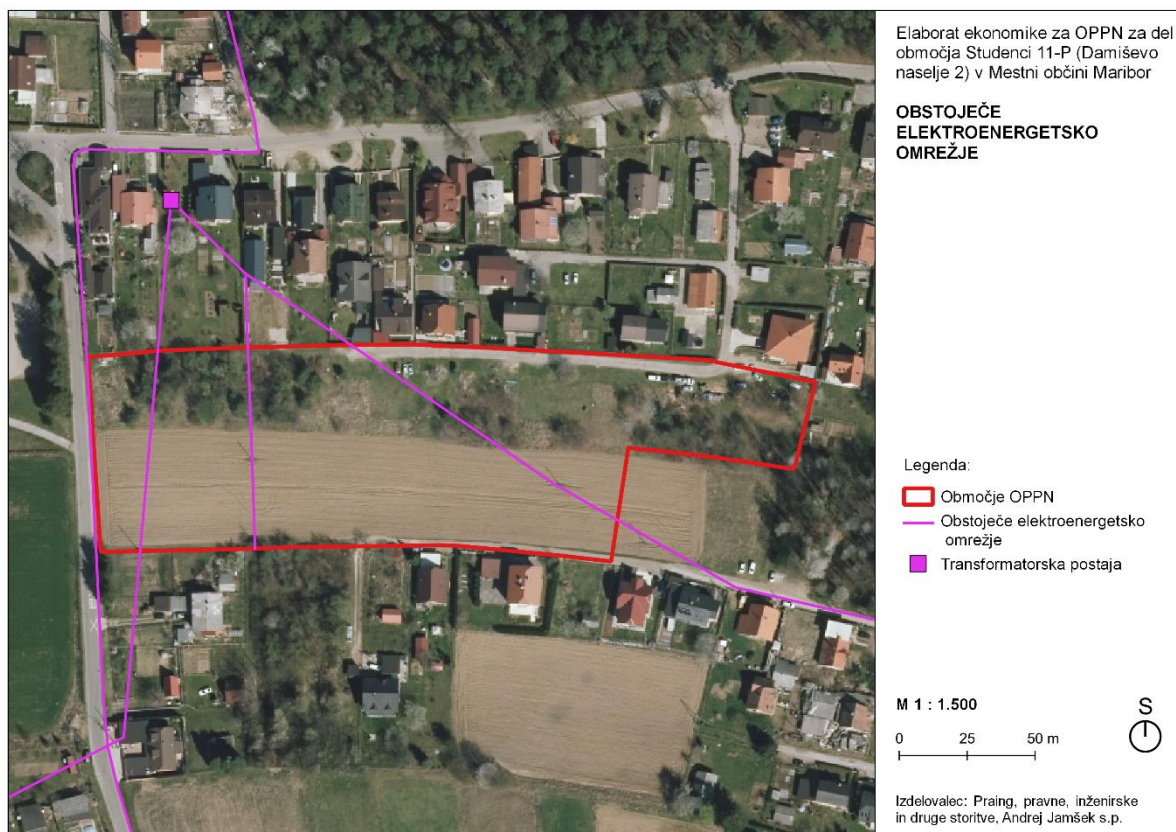 Elaborat ekonomike za OPPN za del
območja Studenci 11-P (Damiševo
naselje 2) v Mestni občini Maribor
OBSTOJEČE
ELEKTROENERGETSKO
OMREŽJE
Legenda:
Območje OPPN
Obstoječe elektroenergetsko
omrežje
Transformatorska postaja
M 1 : 1.500
S
0 25 50 m
Izdelovalec: Praing, pravne, inženirske
in druge storitve, Andrej Jamšek s.p.